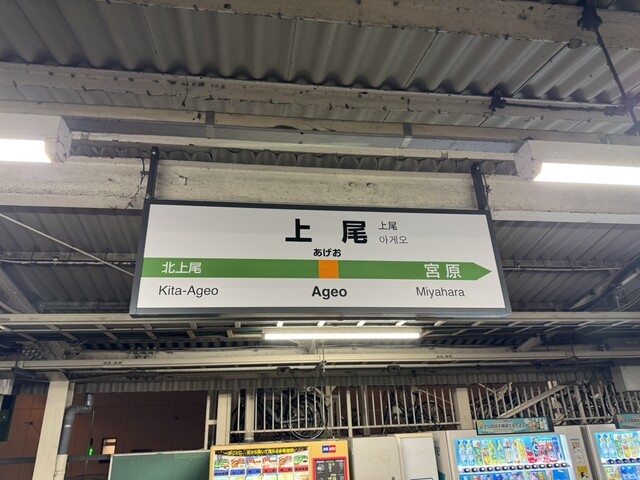 上尾
上尾
아게오
あげお
北上尾
宮原
Kita-Ageo
Ageo
Miyahara